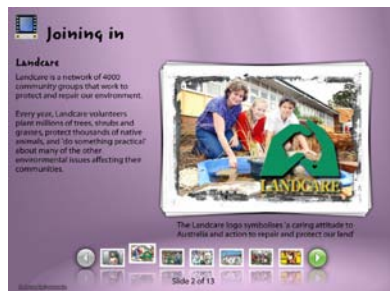 Joining in
Landcare
Landcare is a network of 4000
community groups that work to
protect and repair our environment.
Every year, Landcare volunteers
plant millions of trees, shrubs and
grasses, protect thousands of native
animals, and 'do something practical'
about many of the other
environmental issues affecting their
communities.
LANDCARE
The Landcare logo symbolises 'a caring attitude to
Australia and action to repair and protect our land'
Slide 2 of 13